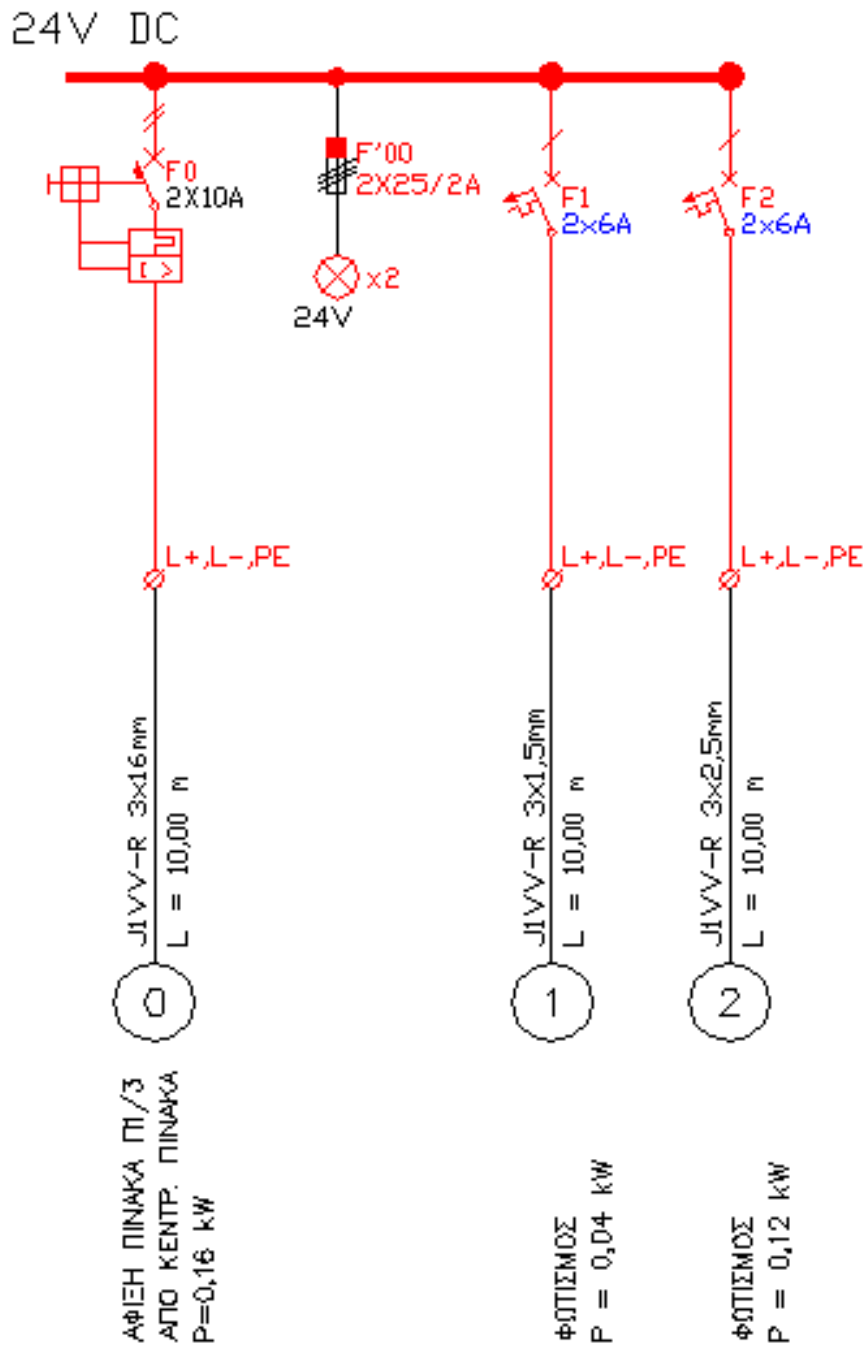 24V DC
F0
2X10A
F'00
2X25/2A
x2
24V
F1
2x6A
F2
2x6A
L+,L-,PE
L+,L-,PE
L+,L-,PE
J1VV-R 3x16mm
L = 10,00 m
J1VV-R 3x1,5mm
L = 10,00 m
J1VV-R 3x2,5mm
L = 10,00 m
0
1
2
ΑΦΙΞΗ ΠΙΝΑΚΑ Π1/3
ΑΠΟ ΚΕΝΤΡ. ΠΙΝΑΚΑ
P=0,16 kW
ΦΩΤΙΣΜΟΣ
P = 0,04 kW
ΦΩΤΙΣΜΟΣ
P = 0,12 kW